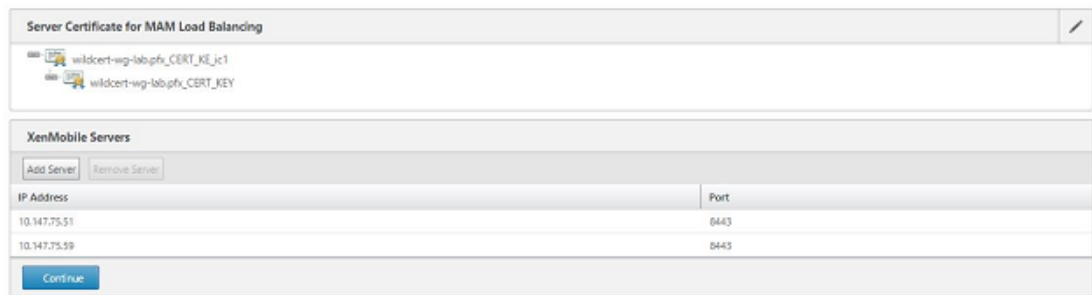 Server Certificate for MAM Load Balancing
wildcert-wg-lab.pfx_CERT_KE_ic1
wildcert-wg-lab.pfx_CERT_KEY
XenMobile Servers
Add Server Remove Server
IP Address Port
10.147.75.51 8443
10.147.75.59 8443
Continue